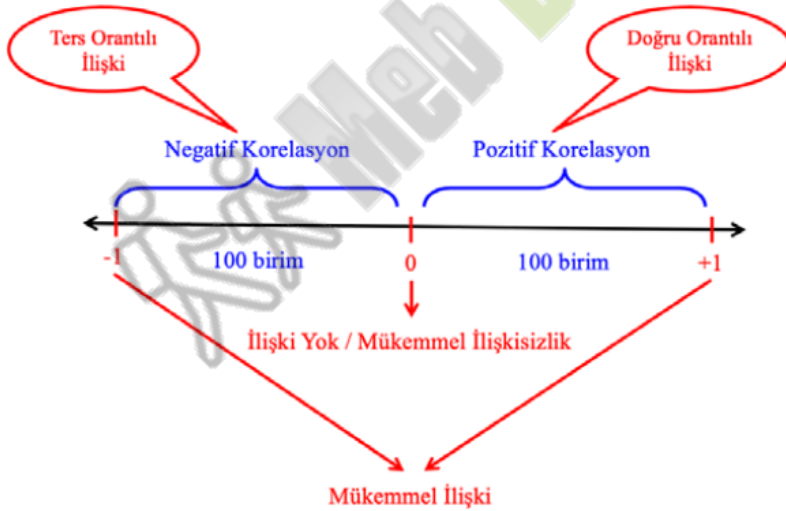 Ters Orantılı
İlişki
Doğru Orantılı
İlişki
Meb
Negatif Korelasyon
Pozitif Korelasyon
-1
100 birim
0
100 birim
+1
İlişki Yok / Mükemmel İlişkisizlik
Mükemmel İlişki